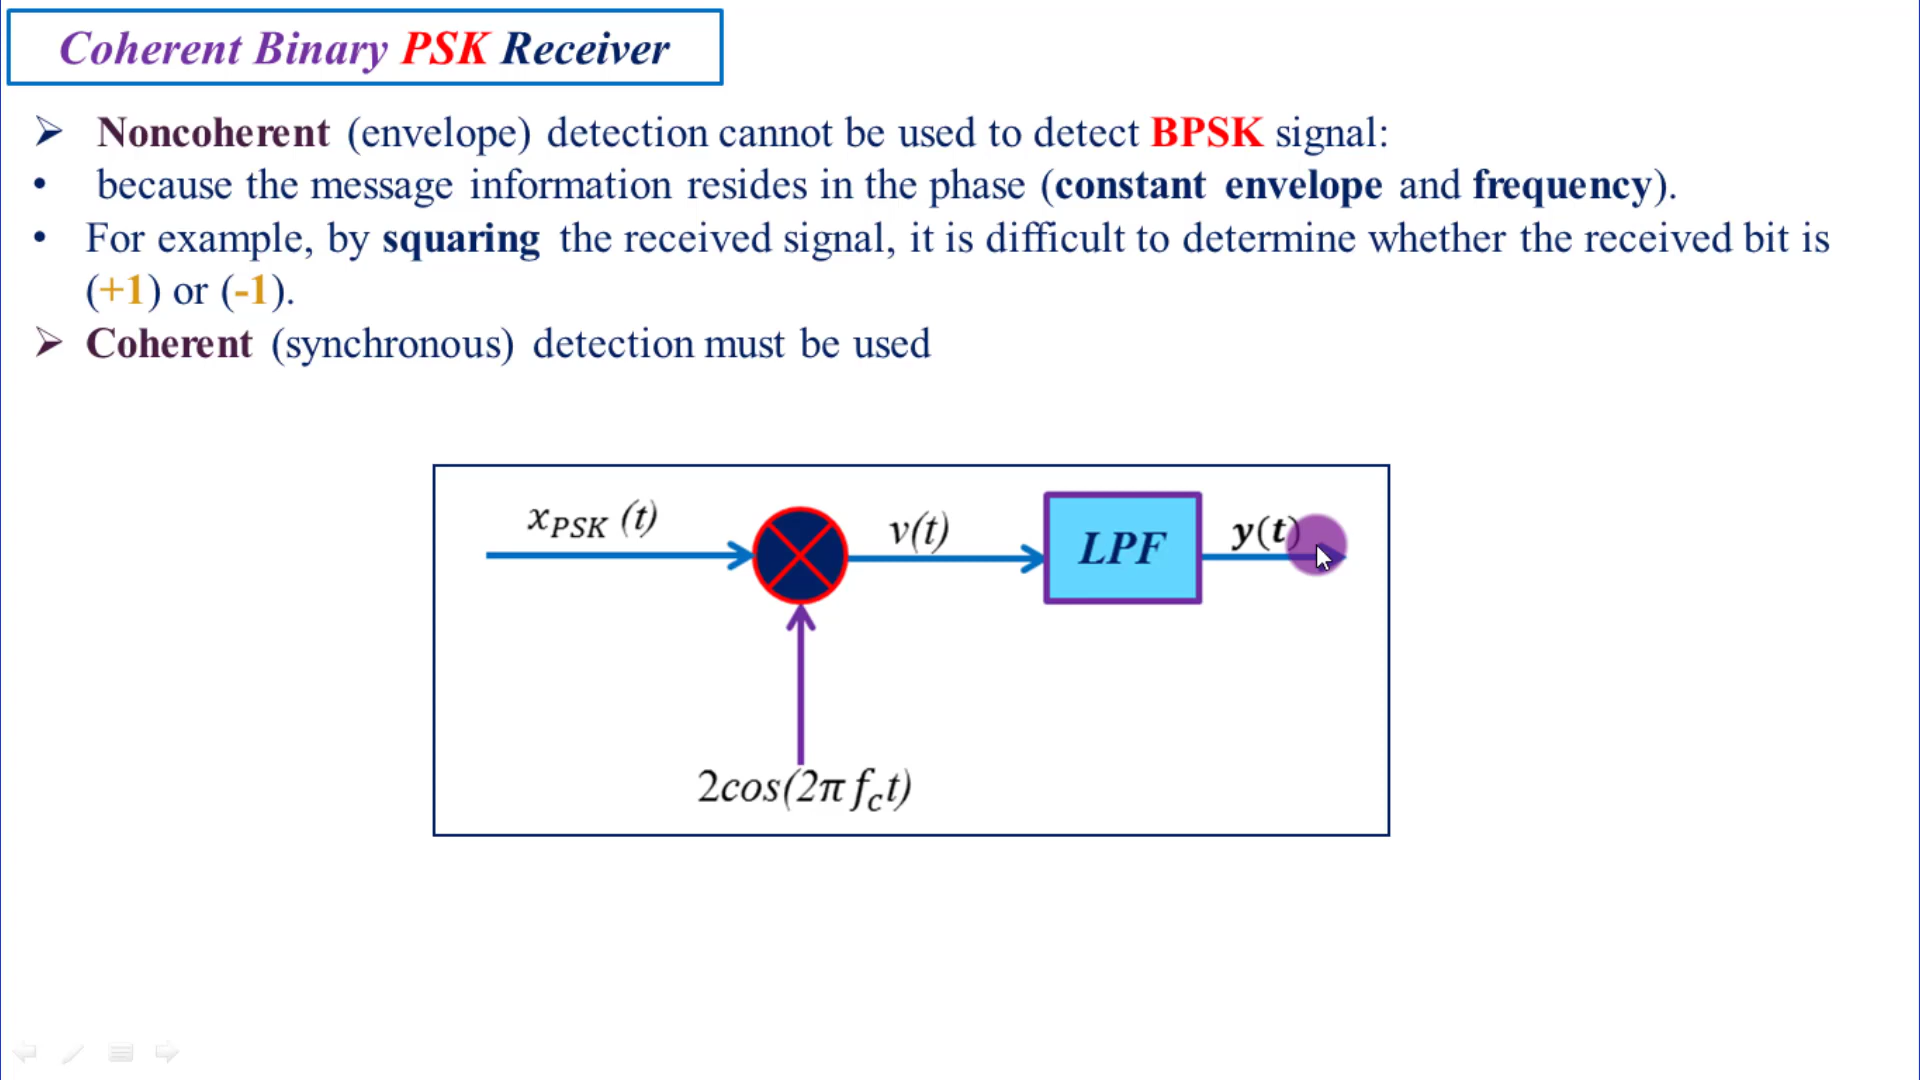 Coherent Binary PSK Receiver
➢ Noncoherent (envelope) detection cannot be used to detect BPSK signal:
• because the message information resides in the phase (constant envelope and frequency).
• For example, by squaring the received signal, it is difficult to determine whether the received bit is
(+1) or (-1).
➢ Coherent (synchronous) detection must be used
x_PSK (t)
v(t)
LPF
y(t)
2cos(2π f_c t)